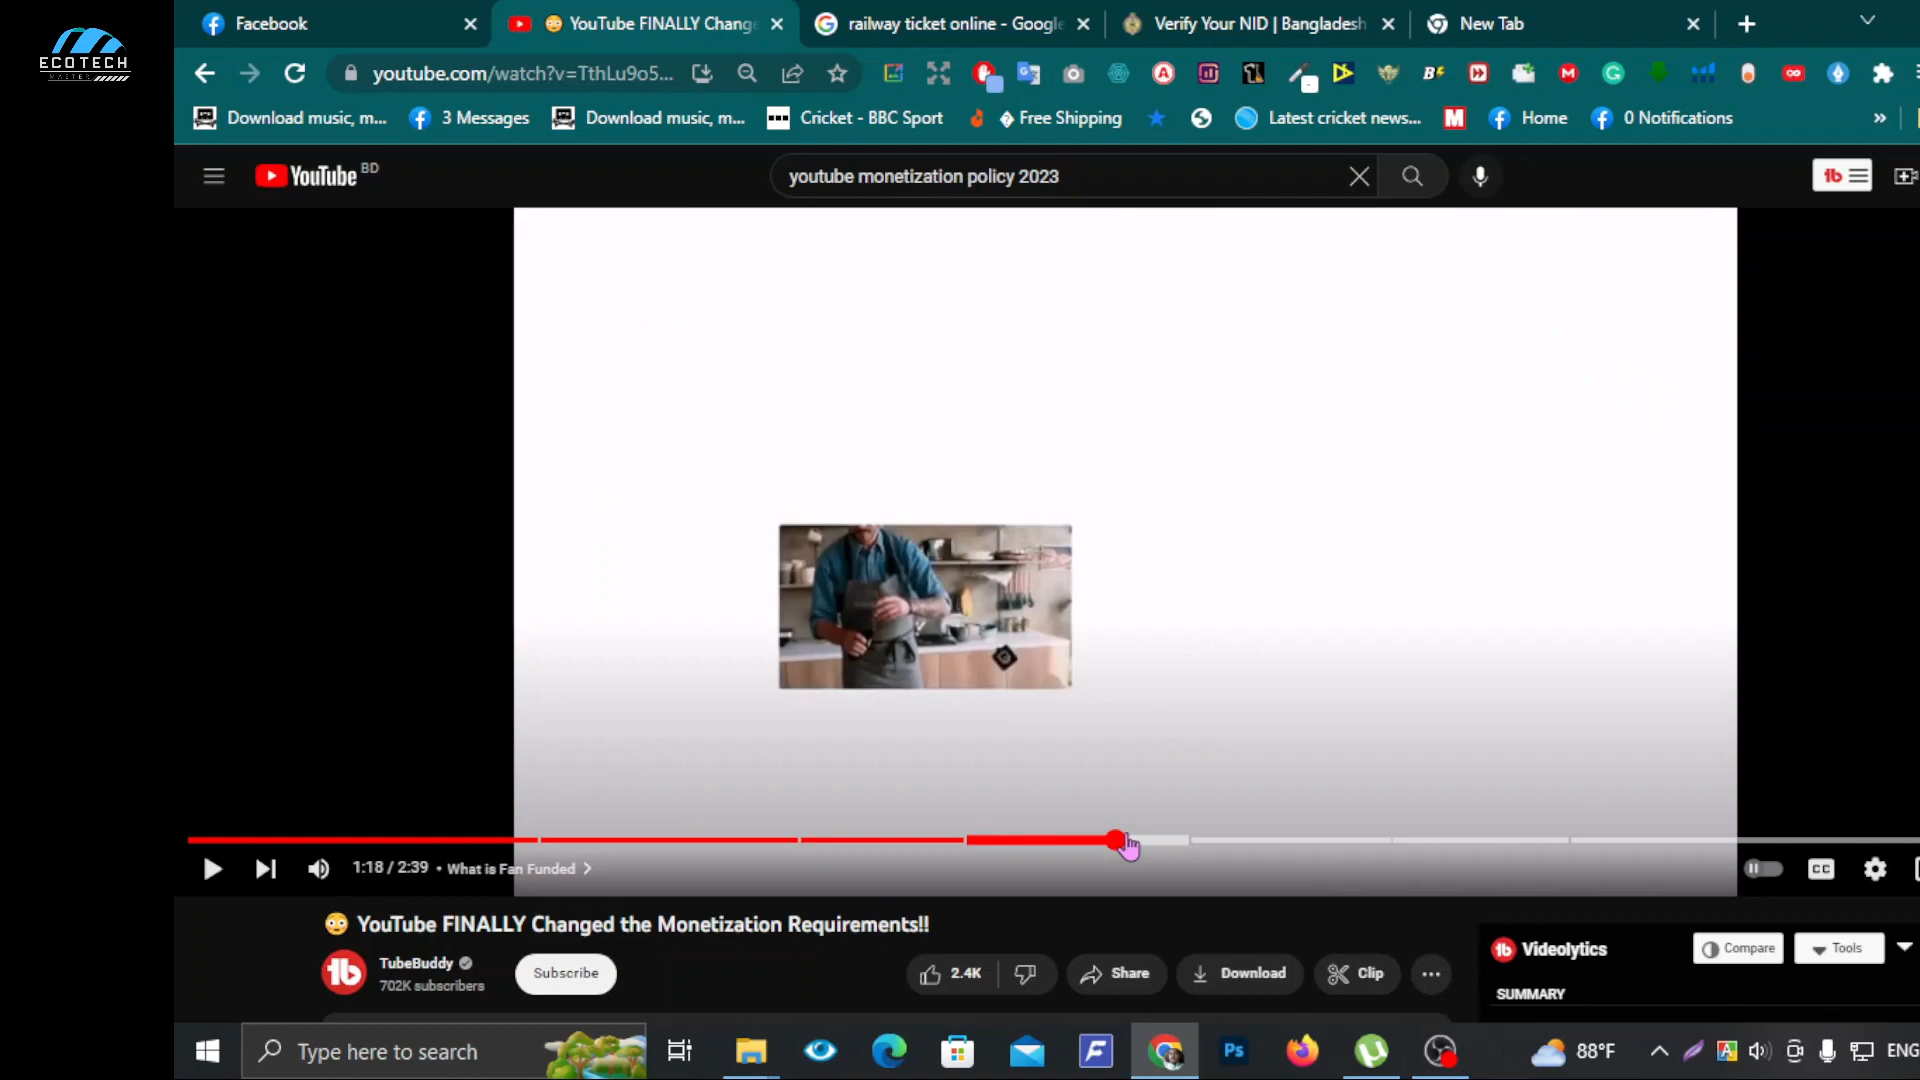 ECOTECH
MASTER
Facebook
YouTube FINALLY Chang
railway ticket online - Google
Verify Your NID | Bangladesh
New Tab
youtube.com/watch?v=TthLu9o5...
Download music, m...
3 Messages
Download music, m...
Cricket - BBC Sport
Free Shipping
Latest cricket news...
Home
0 Notifications
»
YouTube BD
youtube monetization policy 2023
1:18 / 2:39 • What is Fan Funded
CC
😳 YouTube FINALLY Changed the Monetization Requirements!!
TubeBuddy
702K subscribers
Subscribe
2.4K
Share
Download
Clip
Videolytics
Compare
Tools
SUMMARY
Type here to search
Ps
88°F
ENG